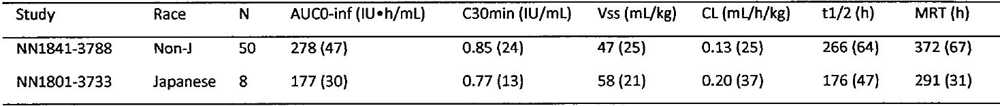 Study Race N AUC0-inf (IU•h/mL) C30min (IU/mL) Vss (mL/kg) CL (mL/h/kg) t1/2 (h) MRT (h)
NN1841-3788 Non-J 50 278 (47) 0.85 (24) 47 (25) 0.13 (25) 266 (64) 372 (67)
NN1801-3733 Japanese 8 177 (30) 0.77 (13) 58 (21) 0.20 (37) 176 (47) 291 (31)